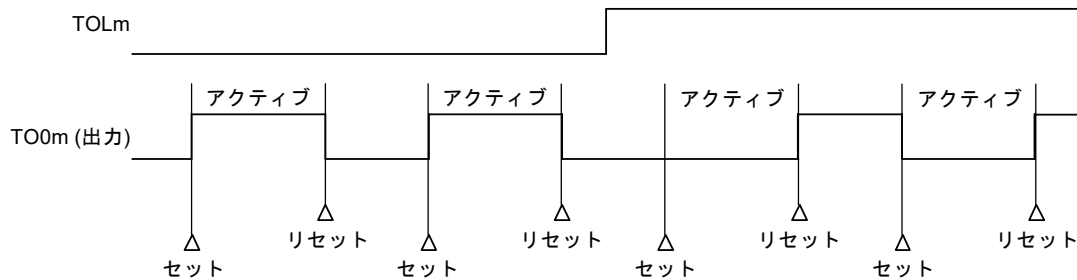 TOLm
アクティブ アクティブ アクティブ アクティブ
TO0m (出力)
リセット リセット リセット リセット
セット セット セット セット